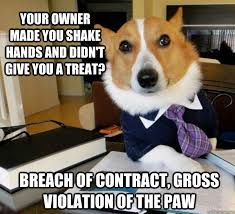 YOUR OWNER
MADE YOU SHAKE
HANDS AND DIDN'T
GIVE YOU A TREAT?
BREACH OF CONTRACT, GROSS
VIOLATION OF THE PAW